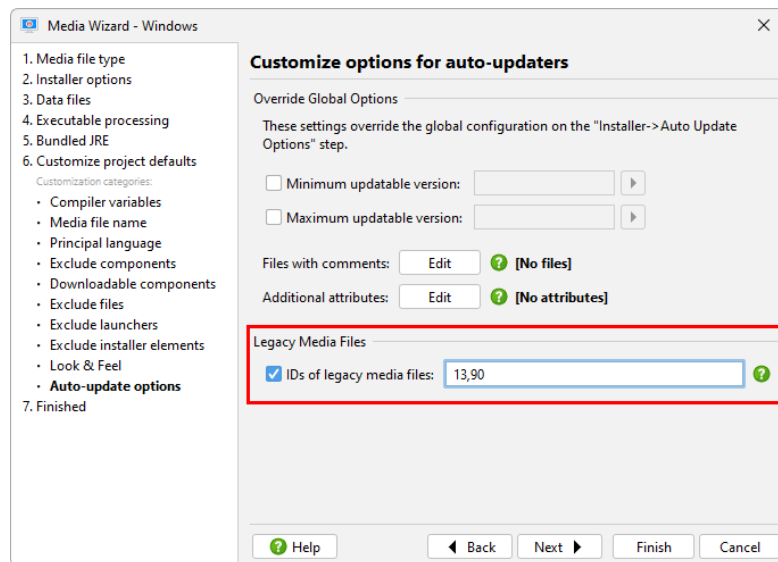 Media Wizard - Windows
1. Media file type
2. Installer options
3. Data files
4. Executable processing
5. Bundled JRE
6. Customize project defaults
Customization categories:
· Compiler variables
· Media file name
· Principal language
· Exclude components
· Downloadable components
· Exclude files
· Exclude launchers
· Exclude installer elements
· Look & Feel
· Auto-update options
7. Finished
Customize options for auto-updaters
Override Global Options
These settings override the global configuration on the "Installer->Auto Update
Options" step.
Minimum updatable version:
Maximum updatable version:
Files with comments: Edit ? [No files]
Additional attributes: Edit ? [No attributes]
Legacy Media Files
IDs of legacy media files: 13,90 ?
? Help Back Next Finish Cancel